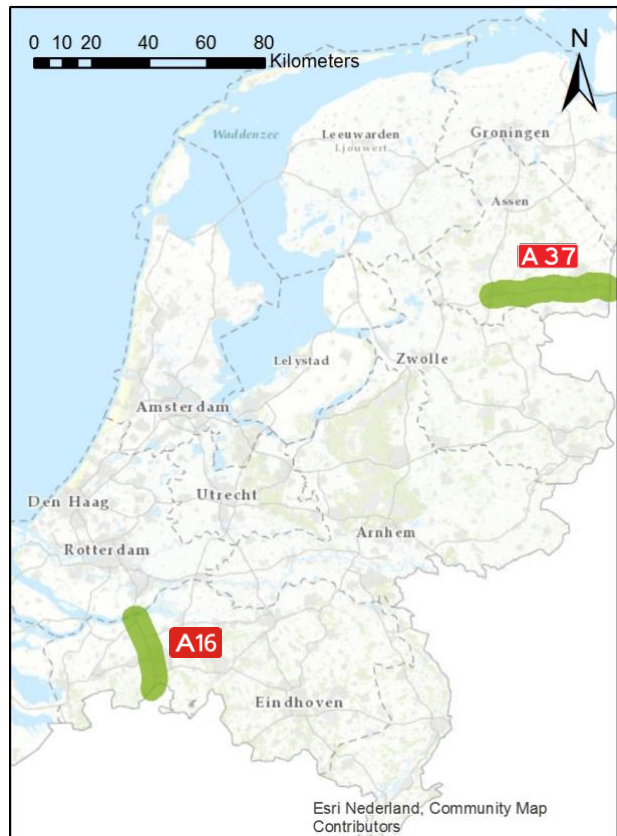 0 10 20 40 60 80
Kilometers
N
Waddenzee
Leeuwarden
Ljouwert
Groningen
Assen
A 37
Lelystad
Zwolle
Amsterdam
Den Haag
Utrecht
Rotterdam
Arnhem
A16
Eindhoven
Esri Nederland, Community Map
Contributors